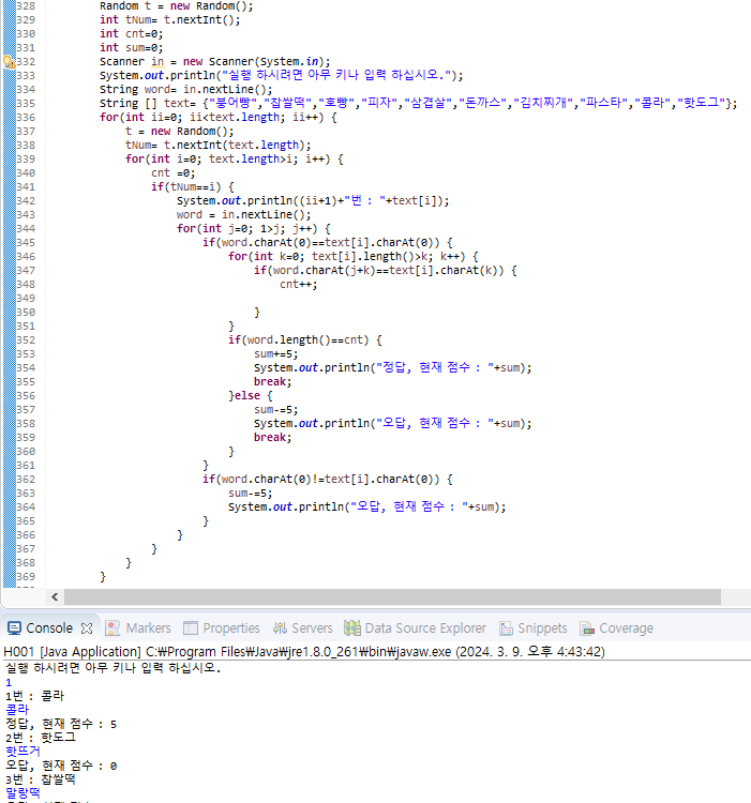 328 Random t = new Random();
329 int tNum= t.nextInt();
330 int cnt=0;
331 int sum=0;
332 Scanner in = new Scanner(System.in);
333 System.out.println("실행 하시려면 아무 키나 입력 하십시오.");
334 String word= in.nextLine();
335 String [] text= {"붕어빵","찹쌀떡","호빵","피자","삼겹살","돈까스","김치찌개","파스타","콜라","핫도그"};
336 for(int ii=0; ii<text.length; ii++) {
337 t = new Random();
338 tNum= t.nextInt(text.length);
339 for(int i=0; text.length>i; i++) {
340 cnt =0;
341 if(tNum==i) {
342 System.out.println((ii+1)+"번 : "+text[i]);
343 word = in.nextLine();
344 for(int j=0; 1>j; j++) {
345 if(word.charAt(0)==text[i].charAt(0)) {
346 for(int k=0; text[i].length()>k; k++) {
347 if(word.charAt(j+k)==text[i].charAt(k)) {
348 cnt++;
349
350 }
351 }
352 if(word.length()==cnt) {
353 sum+=5;
354 System.out.println("정답, 현재 점수 : "+sum);
355 break;
356 }else {
357 sum-=5;
358 System.out.println("오답, 현재 점수 : "+sum);
359 break;
360 }
361 }
362 if(word.charAt(0)!=text[i].charAt(0)) {
363 sum-=5;
364 System.out.println("오답, 현재 점수 : "+sum);
365 }
366 }
367 }
368 }
369 }
Console Markers Properties Servers Data Source Explorer Snippets Coverage
H001 [Java Application] C:₩Program Files₩Java₩jre1.8.0_261₩bin₩javaw.exe (2024. 3. 9. 오후 4:43:42)
실행 하시려면 아무 키나 입력 하십시오.
1
1번 : 콜라
콜라
정답, 현재 점수 : 5
2번 : 핫도그
핫뜨거
오답, 현재 점수 : 0
3번 : 찹쌀떡
말랑떡